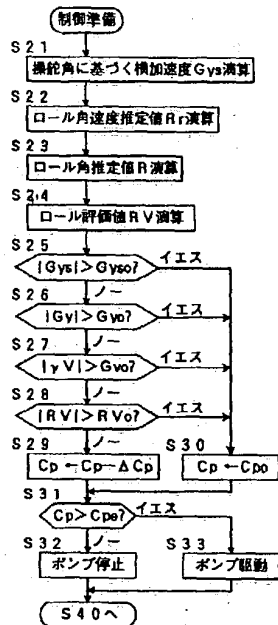 制御準備
S21
操舵角に基づく横加速度Gys演算
S22
ロール角速度推定値Rr演算
S23
ロール角推定値R演算
S24
ロール評価値RV演算
S25
|Gys|>Gyso?
イエス
ノー
S26
|Gy|>Gyo?
イエス
ノー
S27
|γV|>Gvo?
イエス
ノー
S28
|RV|>RVo?
イエス
ノー
S29
Cp←Cp−ΔCp
S30
Cp←Cpo
S31
Cp>Cpe?
イエス
ノー
S32
ポンプ停止
S33
ポンプ駆動
S40へ